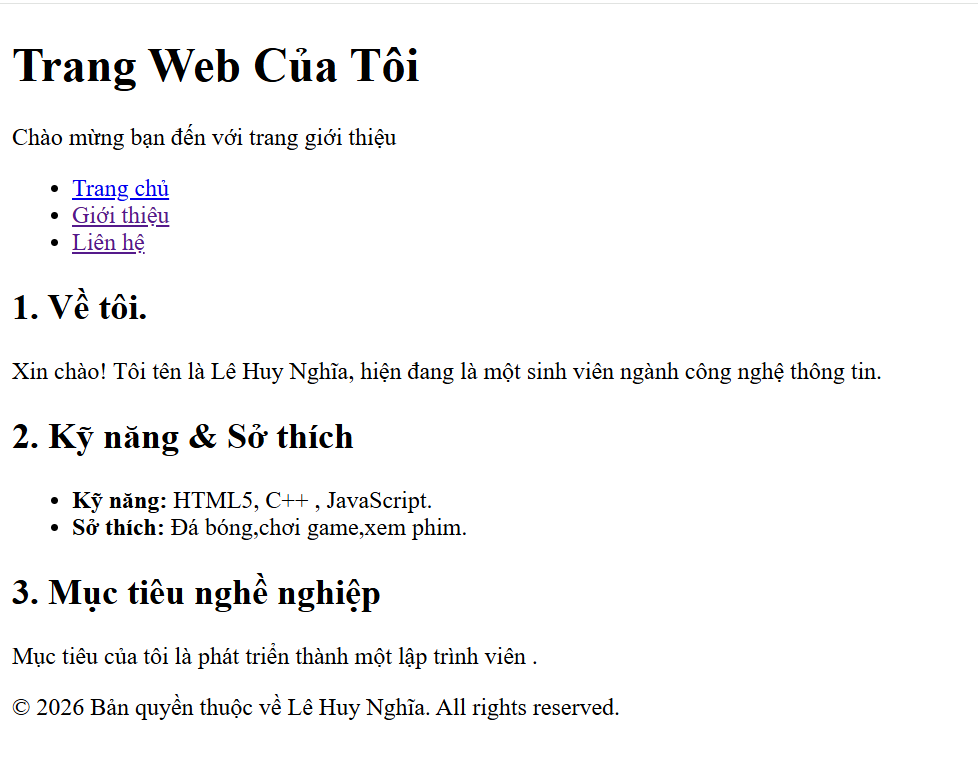 Trang Web Của Tôi
Chào mừng bạn đến với trang giới thiệu
Trang chủ
Giới thiệu
Liên hệ
1. Về tôi.
Xin chào! Tôi tên là Lê Huy Nghĩa, hiện đang là một sinh viên ngành công nghệ thông tin.
2. Kỹ năng & Sở thích
Kỹ năng: HTML5, C++ , JavaScript.
Sở thích: Đá bóng,chơi game,xem phim.
3. Mục tiêu nghề nghiệp
Mục tiêu của tôi là phát triển thành một lập trình viên .
© 2026 Bản quyền thuộc về Lê Huy Nghĩa. All rights reserved.